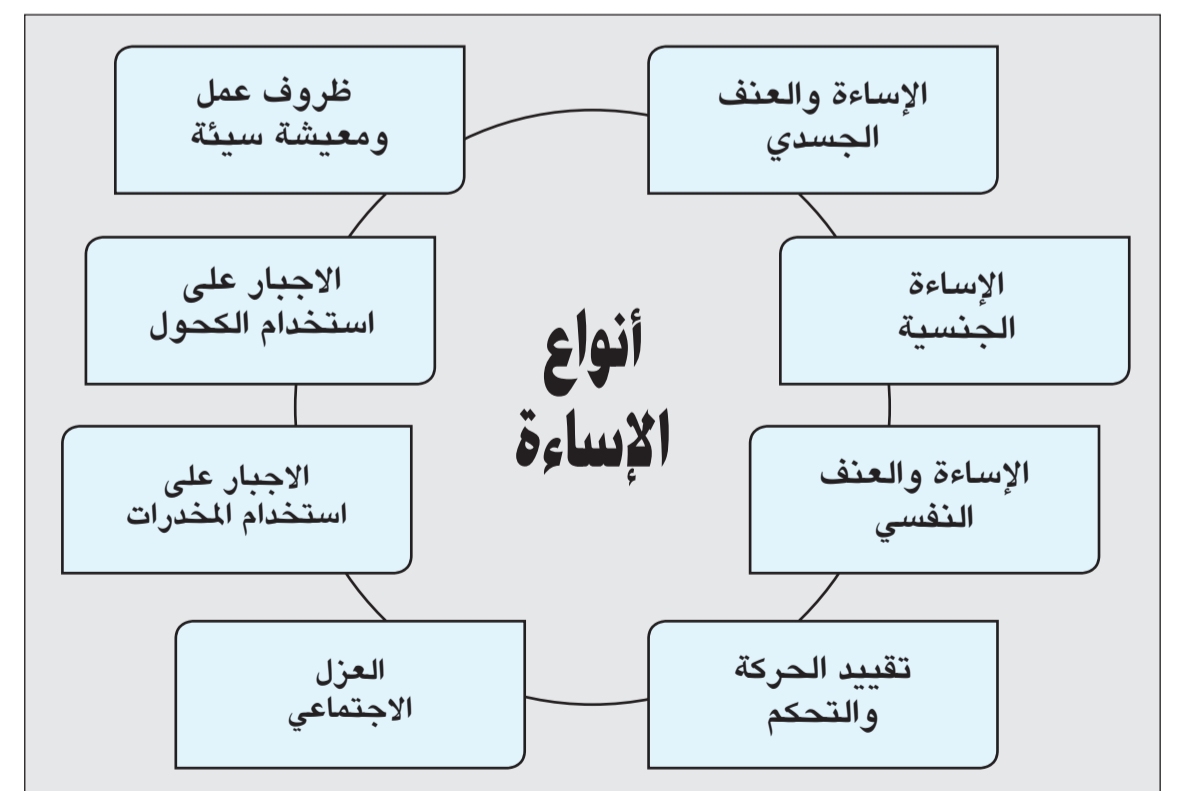 أنواع
الإساءة
الإساءة والعنف
الجسدي
الإساءة
الجنسية
الإساءة والعنف
النفسي
تقييد الحركة
والتحكم
العزل
الاجتماعي
الاجبار على
استخدام المخدرات
الاجبار على
استخدام الكحول
ظروف عمل
ومعيشة سيئة